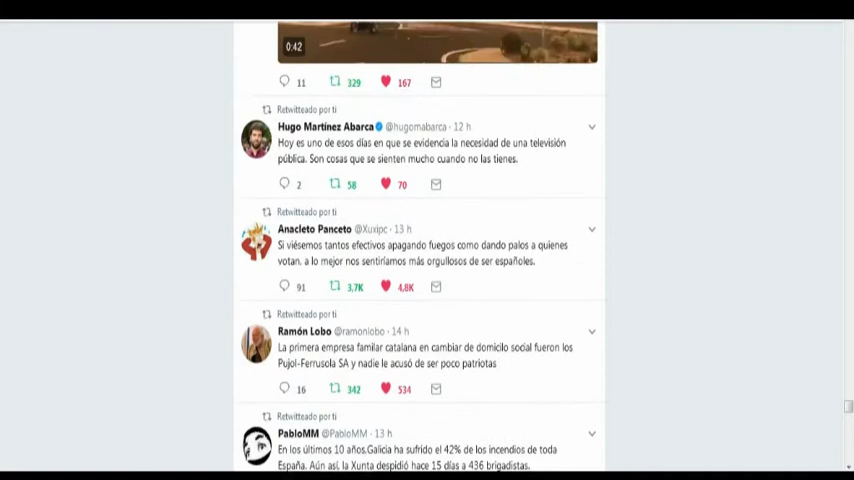 0:42
11 329 167
Retwitteado por ti
Hugo Martínez Abarca @hugomabarca · 12 h
Hoy es uno de esos días en que se evidencia la necesidad de una televisión
pública. Son cosas que se sienten mucho cuando no las tienes.
2 58 70
Retwitteado por ti
Anacleto Panceto @Xuxipc · 13 h
Si viésemos tantos efectivos apagando fuegos como dando palos a quienes
votan, a lo mejor nos sentiríamos más orgullosos de ser españoles.
91 3,7K 4,8K
Retwitteado por ti
Ramón Lobo @ramonlobo · 14 h
La primera empresa familar catalana en cambiar de domicilo social fueron los
Pujol-Ferrusola SA y nadie le acusó de ser poco patriotas
16 342 534
Retwitteado por ti
PabloMM @PabloMM · 13 h
En los últimos 10 años,Galicia ha sufrido el 42% de los incendios de toda
España. Aún así, la Xunta despidió hace 15 días a 436 brigadistas.